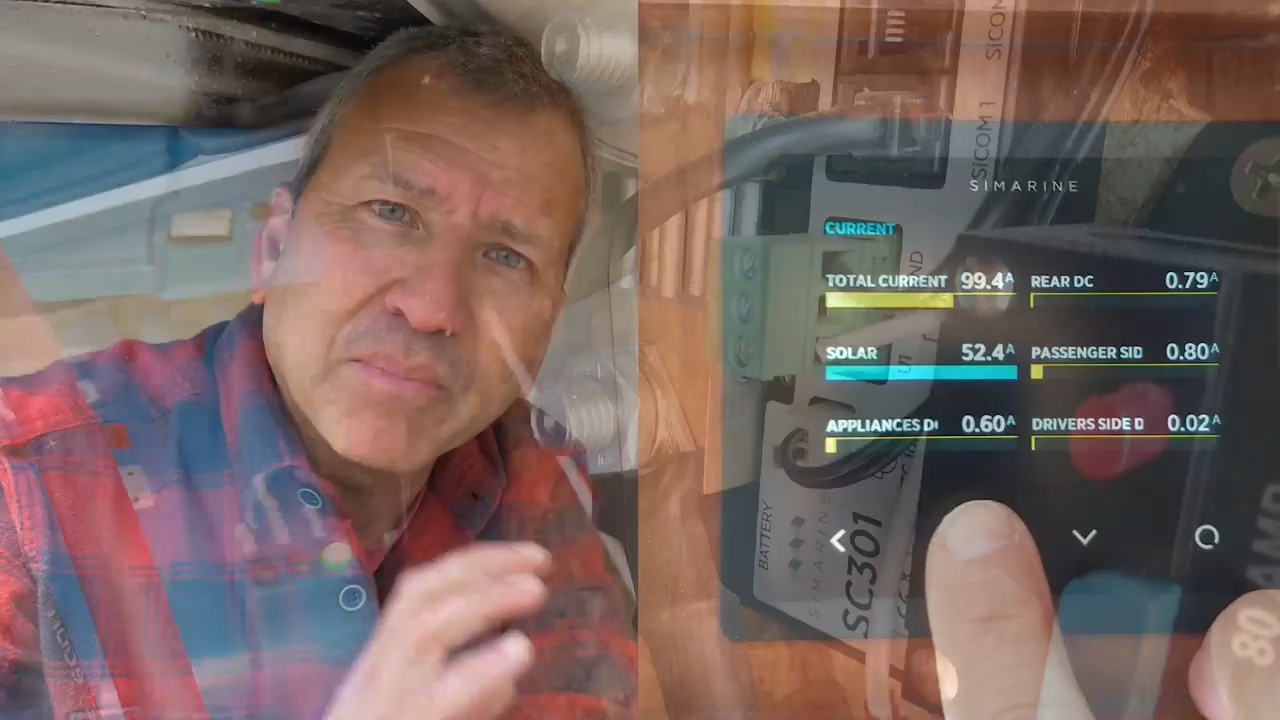 SiCOM
SiCOM 1
SIMARINE
CURRENT
TOTAL CURRENT 99.4A
REAR DC 0.79A
SOLAR 52.4A
PASSENGER SID 0.80A
APPLIANCES D 0.60A
DRIVERS SIDE D 0.02A
BATTERY
SIMARINE
SC301
AMP
80